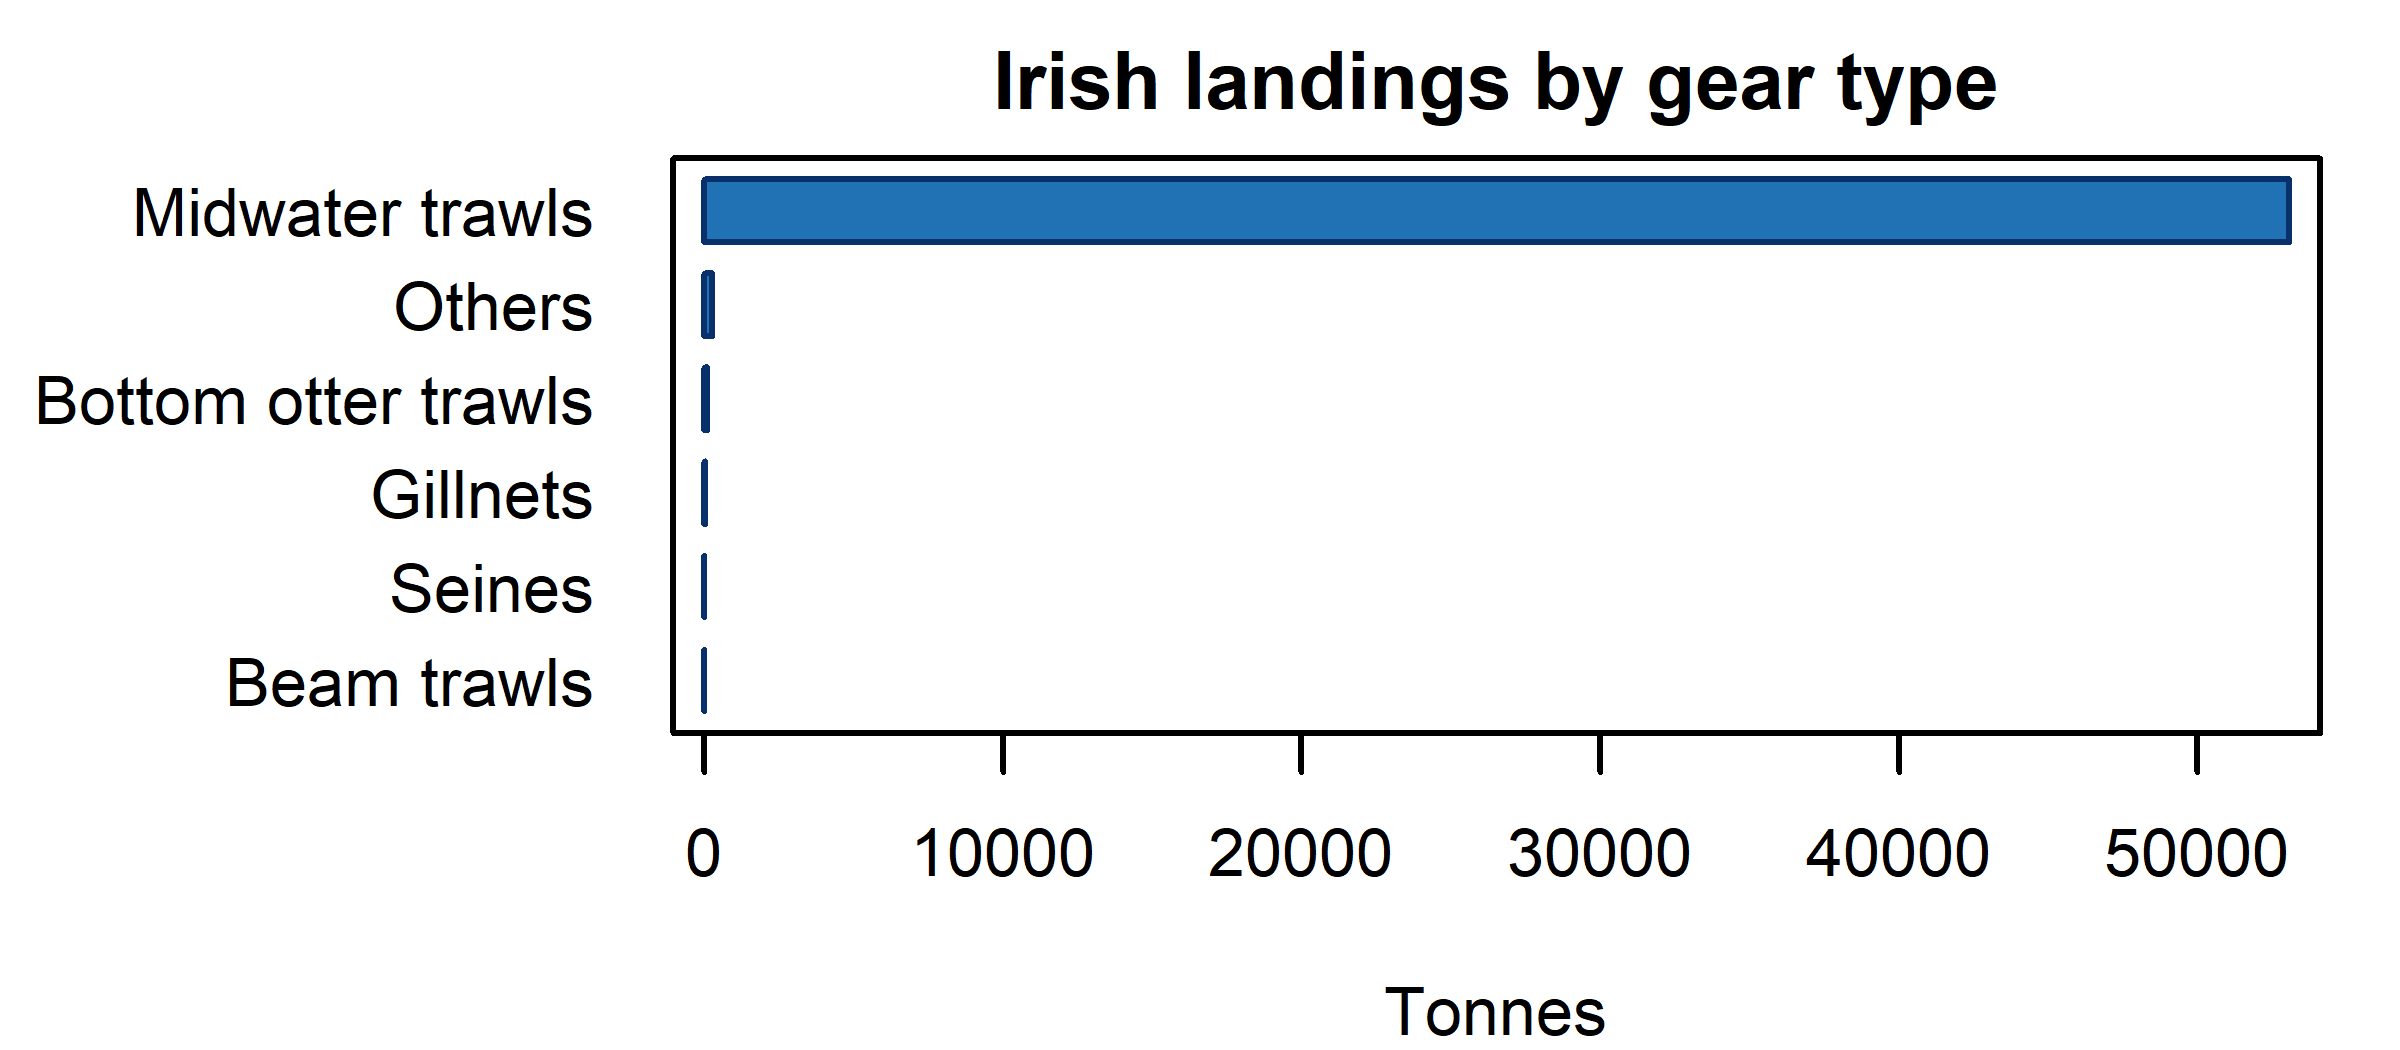 Irish landings by gear type
Midwater trawls
Others
Bottom otter trawls
Gillnets
Seines
Beam trawls
0 10000 20000 30000 40000 50000
Tonnes